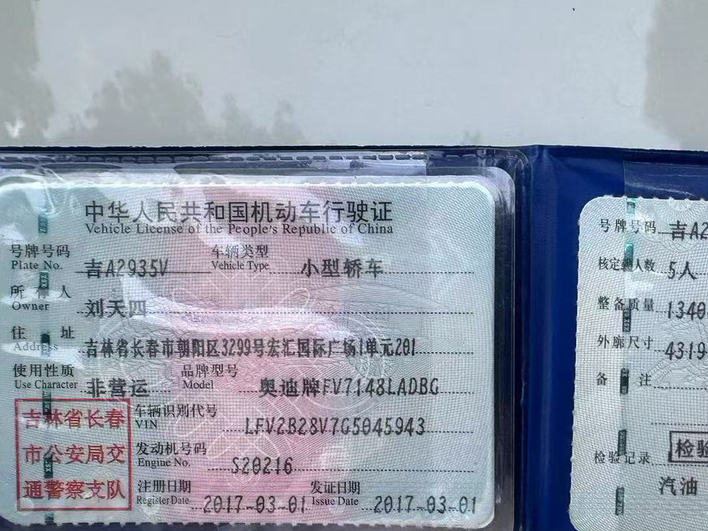 中华人民共和国机动车行驶证
Vehicle License of the People's Republic of China
号牌号码 吉A2935V 车辆类型 小型轿车
Plate No. Vehicle Type
所有人 刘天四
Owner
住址 吉林省长春市朝阳区3299号宏汇国际广场1单元201
Address
使用性质 非营运 品牌型号 奥迪牌FV7148LADBG
Use Character Model
吉林省长春
市公安局交
通警察支队
车辆识别代号 LFV2B28V7G5045943
VIN
发动机号码 S20216
Engine No.
注册日期 2017-03-01 发证日期 2017-03-01
Register Date Issue Date
号牌号码 吉A2
核定载人数 5人
整备质量 1340
外廓尺寸 4319
备注
检验
检验记录
汽油